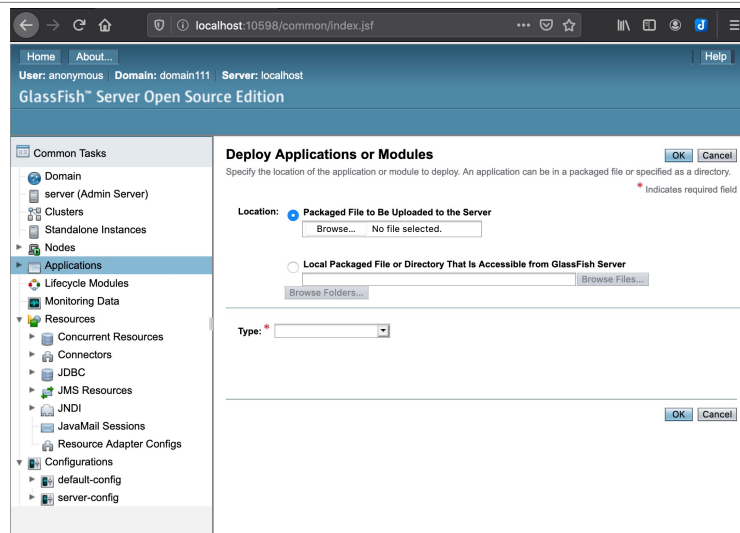 localhost:10598/common/index.jsf
Home About... Help
User: anonymous Domain: domain111 Server: localhost
GlassFish™ Server Open Source Edition
Common Tasks
Domain
server (Admin Server)
Clusters
Standalone Instances
Nodes
Applications
Lifecycle Modules
Monitoring Data
Resources
Concurrent Resources
Connectors
JDBC
JMS Resources
JNDI
JavaMail Sessions
Resource Adapter Configs
Configurations
default-config
server-config
Deploy Applications or Modules
OK Cancel
Specify the location of the application or module to deploy. An application can be in a packaged file or specified as a directory.
* Indicates required field
Location: Packaged File to Be Uploaded to the Server
Browse... No file selected.
Local Packaged File or Directory That Is Accessible from GlassFish Server
Browse Files...
Browse Folders...
Type: *
OK Cancel